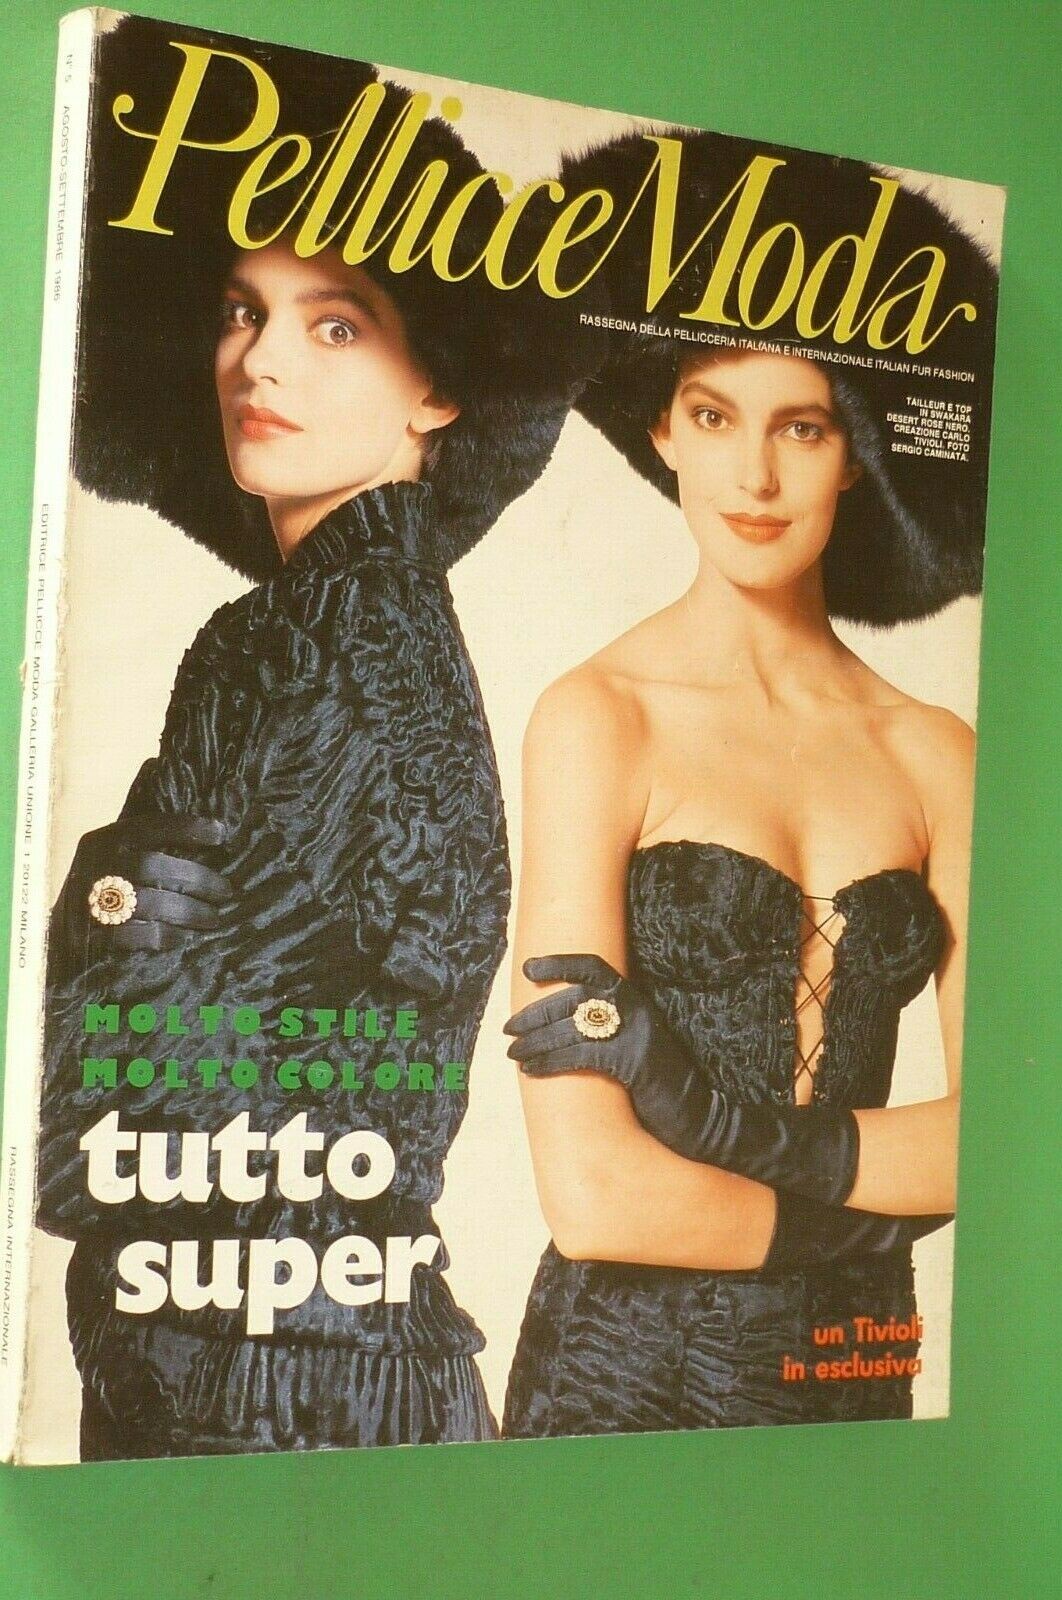 Pellicce Moda
RASSEGNA DELLA PELLICCERIA ITALIANA E INTERNAZIONALE ITALIAN FUR FASHION
TAILLEUR E TOP
IN SWAKARA
DESERT ROSE NERO.
CREAZIONE CARLO
TIVIOLI. FOTO
SERGIO CAMINATA.
MOLTO STILE
MOLTO COLORE
tutto
super
un Tivioli
in esclusiva
N° 5 AGOSTO-SETTEMBRE 1986 EDITRICE PELLICCE MODA GALLERIA UNIONE 1 20122 MILANO RASSEGNA INTERNAZIONALE